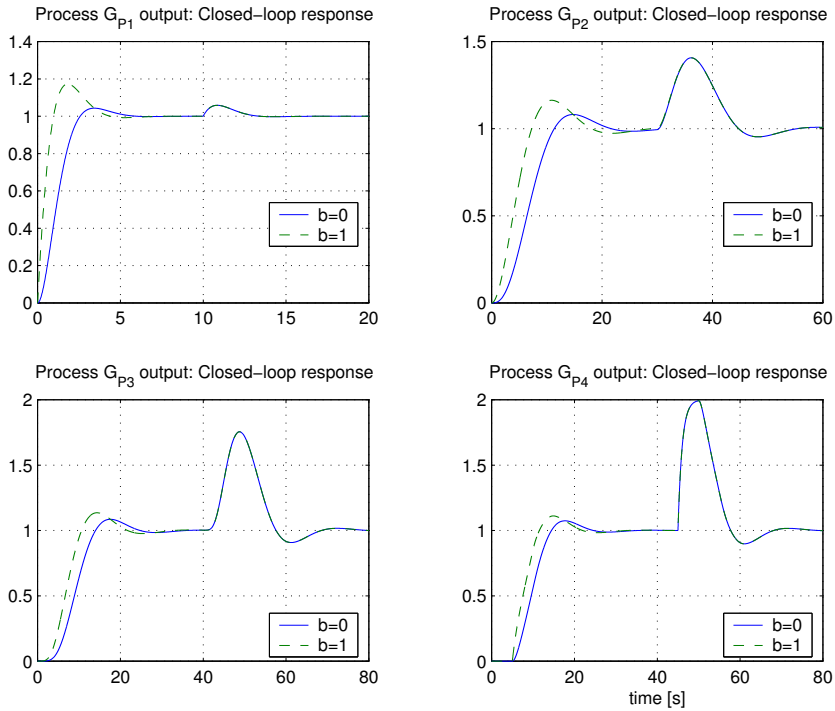 Process G_P1 output: Closed−loop response
1.4
1.2
1
0.8
0.6
0.4
0.2
0
0 5 10 15 20
b=0
b=1
Process G_P2 output: Closed−loop response
1.5
1
0.5
0
0 20 40 60
b=0
b=1
Process G_P3 output: Closed−loop response
2
1.5
1
0.5
0
0 20 40 60 80
b=0
b=1
Process G_P4 output: Closed−loop response
2
1.5
1
0.5
0
0 20 40 60 80
b=0
b=1
time [s]